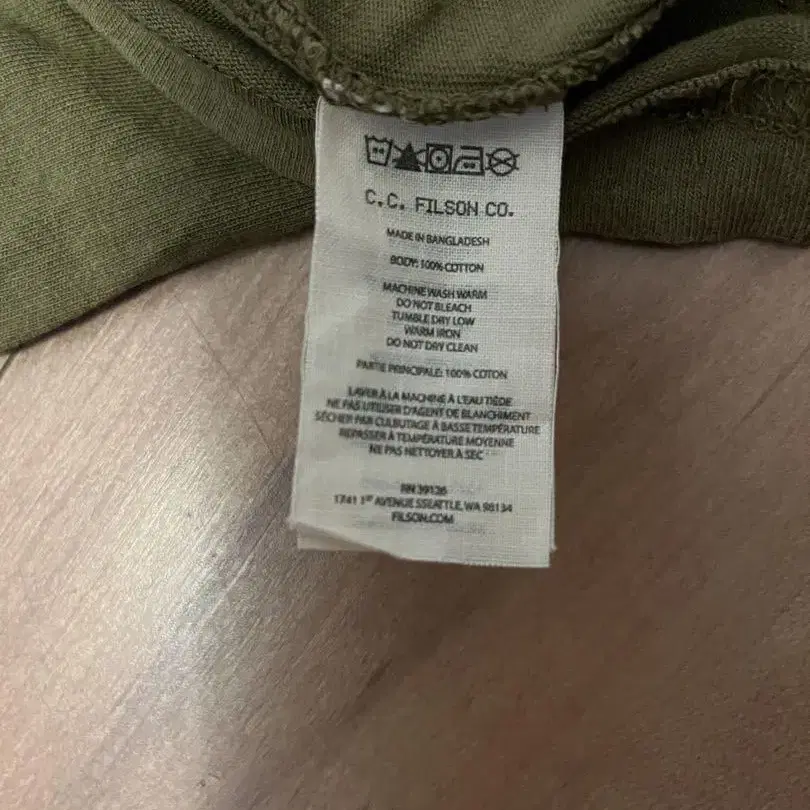 C.C. FILSON CO.
MADE IN BANGLADESH
BODY: 100% COTTON
MACHINE WASH WARM
DO NOT BLEACH
TUMBLE DRY LOW
WARM IRON
DO NOT DRY CLEAN
PARTIE PRINCIPALE: 100% COTON
LAVER À LA MACHINE À L'EAU TIÈDE
NE PAS UTILISER D'AGENT DE BLANCHIMENT
SÉCHER PAR CULBUTAGE À BASSE TEMPÉRATURE
REPASSER À TEMPÉRATURE MOYENNE
NE PAS NETTOYER À SEC
RN 39126
1741 1ST AVENUE SSEATTLE, WA 98134
FILSON.COM